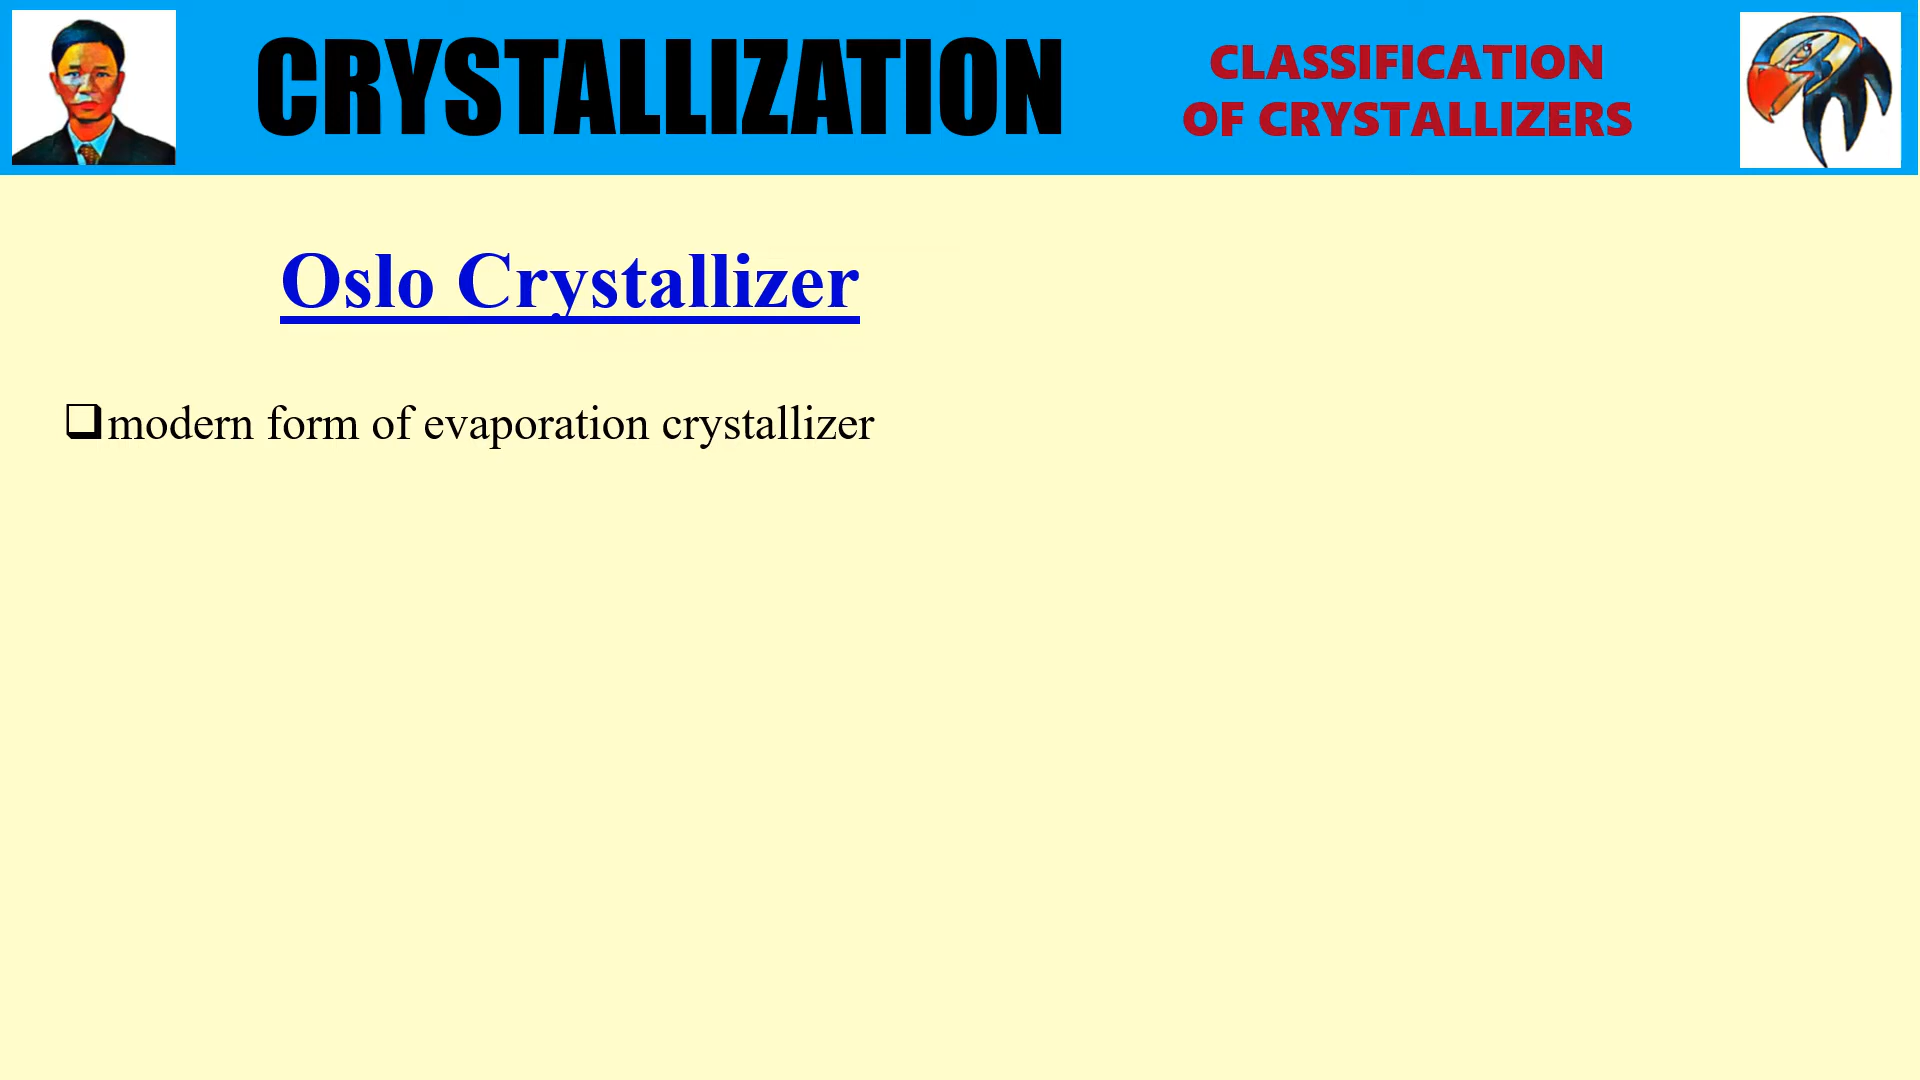 CRYSTALLIZATION
CLASSIFICATION
OF CRYSTALLIZERS
Oslo Crystallizer
❑modern form of evaporation crystallizer